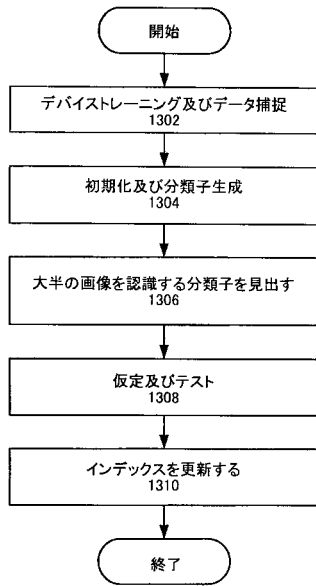 開始
デバイストレーニング及びデータ捕捉
1302
初期化及び分類子生成
1304
大半の画像を認識する分類子を見出す
1306
仮定及びテスト
1308
インデックスを更新する
1310
終了